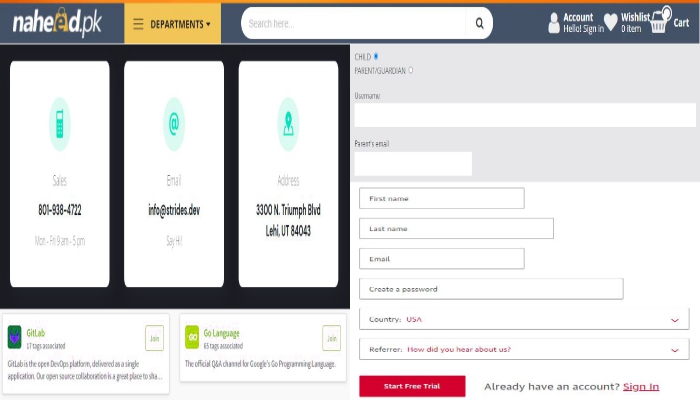 naheed.pk
DEPARTMENTS
Search here...
Account
Hello! Sign in
Wishlist
0 item
0
Cart
Sales
801-938-4722
Mon - Fri 9 am - 5 pm
Email
info@strides.dev
Say Hi!
Address
3300 N. Triumph Blvd
Lehi, UT 84043
CHILD
PARENT/GUARDIAN
Username
Parent's email
First name
Last name
Email
Create a password
Country: USA
Referrer: How did you hear about us?
Start Free Trial
Already have an account? Sign In
GitLab
17 tags associated
Join
GitLab is the open DevOps platform, delivered as a single
application. Our open source collaboration is a great place to sha...
GO
Go Language
65 tags associated
Join
The official Q&A channel for Google's Go Programming Language.